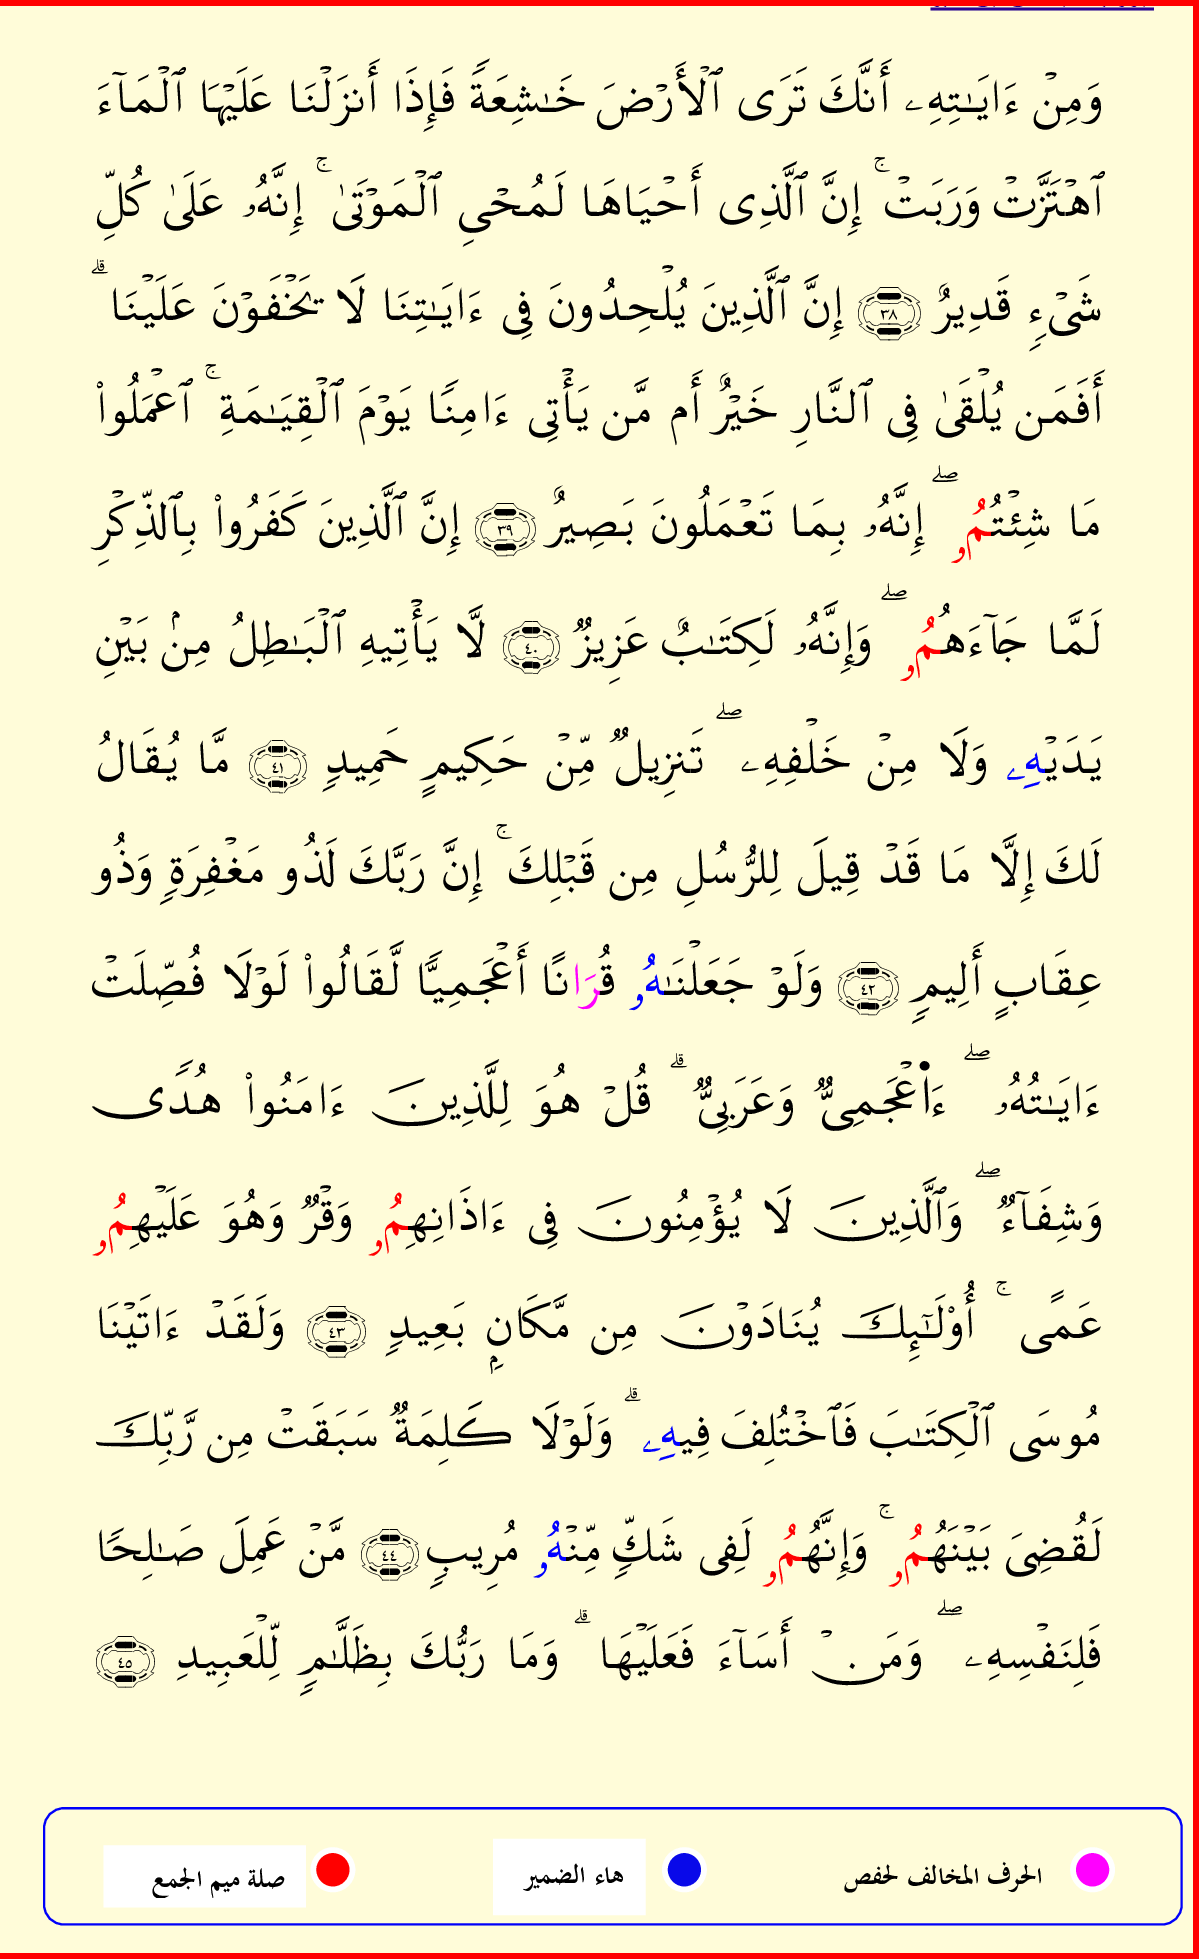 وَمِنْ ءَايَـٰتِهِۦ أَنَّكَ تَرَى ٱلْأَرْضَ خَـٰشِعَةً فَإِذَا أَنزَلْنَا عَلَيْهَا ٱلْمَآءَ
ٱهْتَزَّتْ وَرَبَتْ ۚ إِنَّ ٱلَّذِى أَحْيَاهَا لَمُحْىِ ٱلْمَوْتَىٰ ۚ إِنَّهُۥ عَلَىٰ كُلِّ
شَىْءٍ قَدِيرٌ ٣٨ إِنَّ ٱلَّذِينَ يُلْحِدُونَ فِى ءَايَـٰتِنَا لَا يَخْفَوْنَ عَلَيْنَا ۗ
أَفَمَن يُلْقَىٰ فِى ٱلنَّارِ خَيْرٌ أَم مَّن يَأْتِى ءَامِنًا يَوْمَ ٱلْقِيَـٰمَةِ ۚ ٱعْمَلُوا۟
مَا شِئْتُمُۥ ۖ إِنَّهُۥ بِمَا تَعْمَلُونَ بَصِيرٌ ٣٩ إِنَّ ٱلَّذِينَ كَفَرُوا۟ بِٱلذِّكْرِ
لَمَّا جَآءَهُمُۥ ۖ وَإِنَّهُۥ لَكِتَـٰبٌ عَزِيزٌ ٤٠ لَّا يَأْتِيهِ ٱلْبَـٰطِلُ مِنۢ بَيْنِ
يَدَيْهِۦ وَلَا مِنْ خَلْفِهِۦ ۖ تَنزِيلٌ مِّنْ حَكِيمٍ حَمِيدٍ ٤١ مَّا يُقَالُ
لَكَ إِلَّا مَا قَدْ قِيلَ لِلرُّسُلِ مِن قَبْلِكَ ۚ إِنَّ رَبَّكَ لَذُو مَغْفِرَةٍ وَذُو
عِقَابٍ أَلِيمٍ ٤٢ وَلَوْ جَعَلْنَـٰهُۥ قُرَانًا أَعْجَمِيًّا لَّقَالُوا۟ لَوْلَا فُصِّلَتْ
ءَايَـٰتُهُۥ ۖ ءَا۬عْجَمِىٌّ وَعَرَبِىٌّ ۗ قُلْ هُوَ لِلَّذِينَ ءَامَنُوا۟ هُدًى
وَشِفَآءٌ ۖ وَٱلَّذِينَ لَا يُؤْمِنُونَ فِى ءَاذَانِهِمُۥ وَقْرٌ وَهُوَ عَلَيْهِمُۥ
عَمًى ۚ أُو۟لَـٰٓئِكَ يُنَادَوْنَ مِن مَّكَانٍۭ بَعِيدٍ ٤٣ وَلَقَدْ ءَاتَيْنَا
مُوسَى ٱلْكِتَـٰبَ فَٱخْتُلِفَ فِيهِۦ ۗ وَلَوْلَا كَلِمَةٌ سَبَقَتْ مِن رَّبِّكَ
لَقُضِىَ بَيْنَهُمُۥ ۚ وَإِنَّهُمُۥ لَفِى شَكٍّ مِّنْهُۥ مُرِيبٍ ٤٤ مَّنْ عَمِلَ صَـٰلِحًا
فَلِنَفْسِهِۦ ۖ وَمَنْ أَسَآءَ فَعَلَيْهَا ۗ وَمَا رَبُّكَ بِظَلَّـٰمٍ لِّلْعَبِيدِ ٤٥
الحرف المخالف لحفص هاء الضمير صلة ميم الجمع